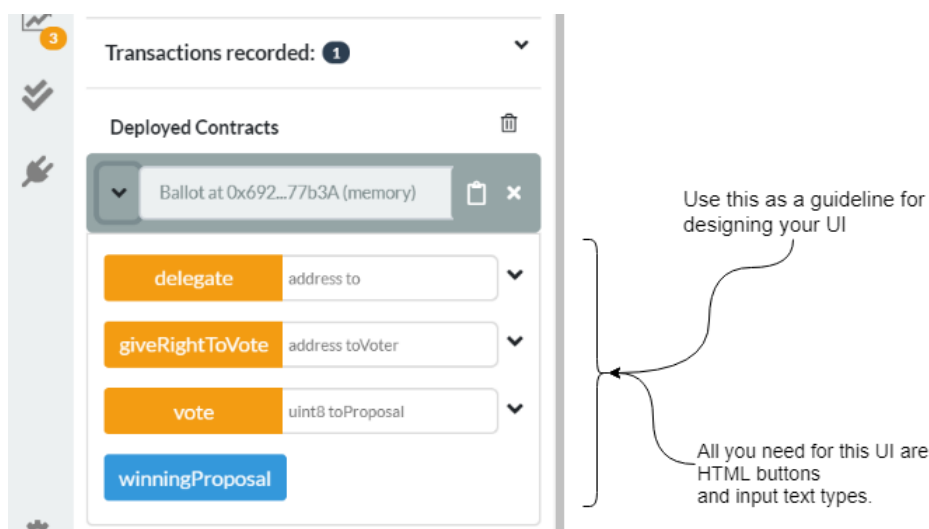 3
Transactions recorded: 1
Deployed Contracts
Ballot at 0x692...77b3A (memory)
delegate address to
giveRightToVote address toVoter
vote uint8 toProposal
winningProposal
Use this as a guideline for
designing your UI
All you need for this UI are
HTML buttons
and input text types.